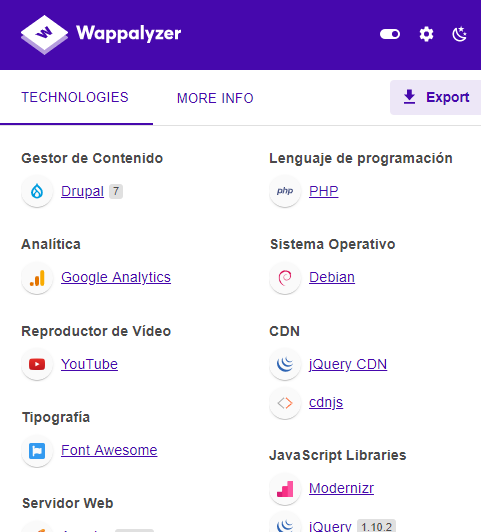 Wappalyzer
TECHNOLOGIES
MORE INFO
Export
Gestor de Contenido
Drupal 7
Analítica
Google Analytics
Reproductor de Vídeo
YouTube
Tipografía
Font Awesome
Servidor Web
Lenguaje de programación
php PHP
Sistema Operativo
Debian
CDN
jQuery CDN
cdnjs
JavaScript Libraries
Modernizr
jQuery 1.10.2